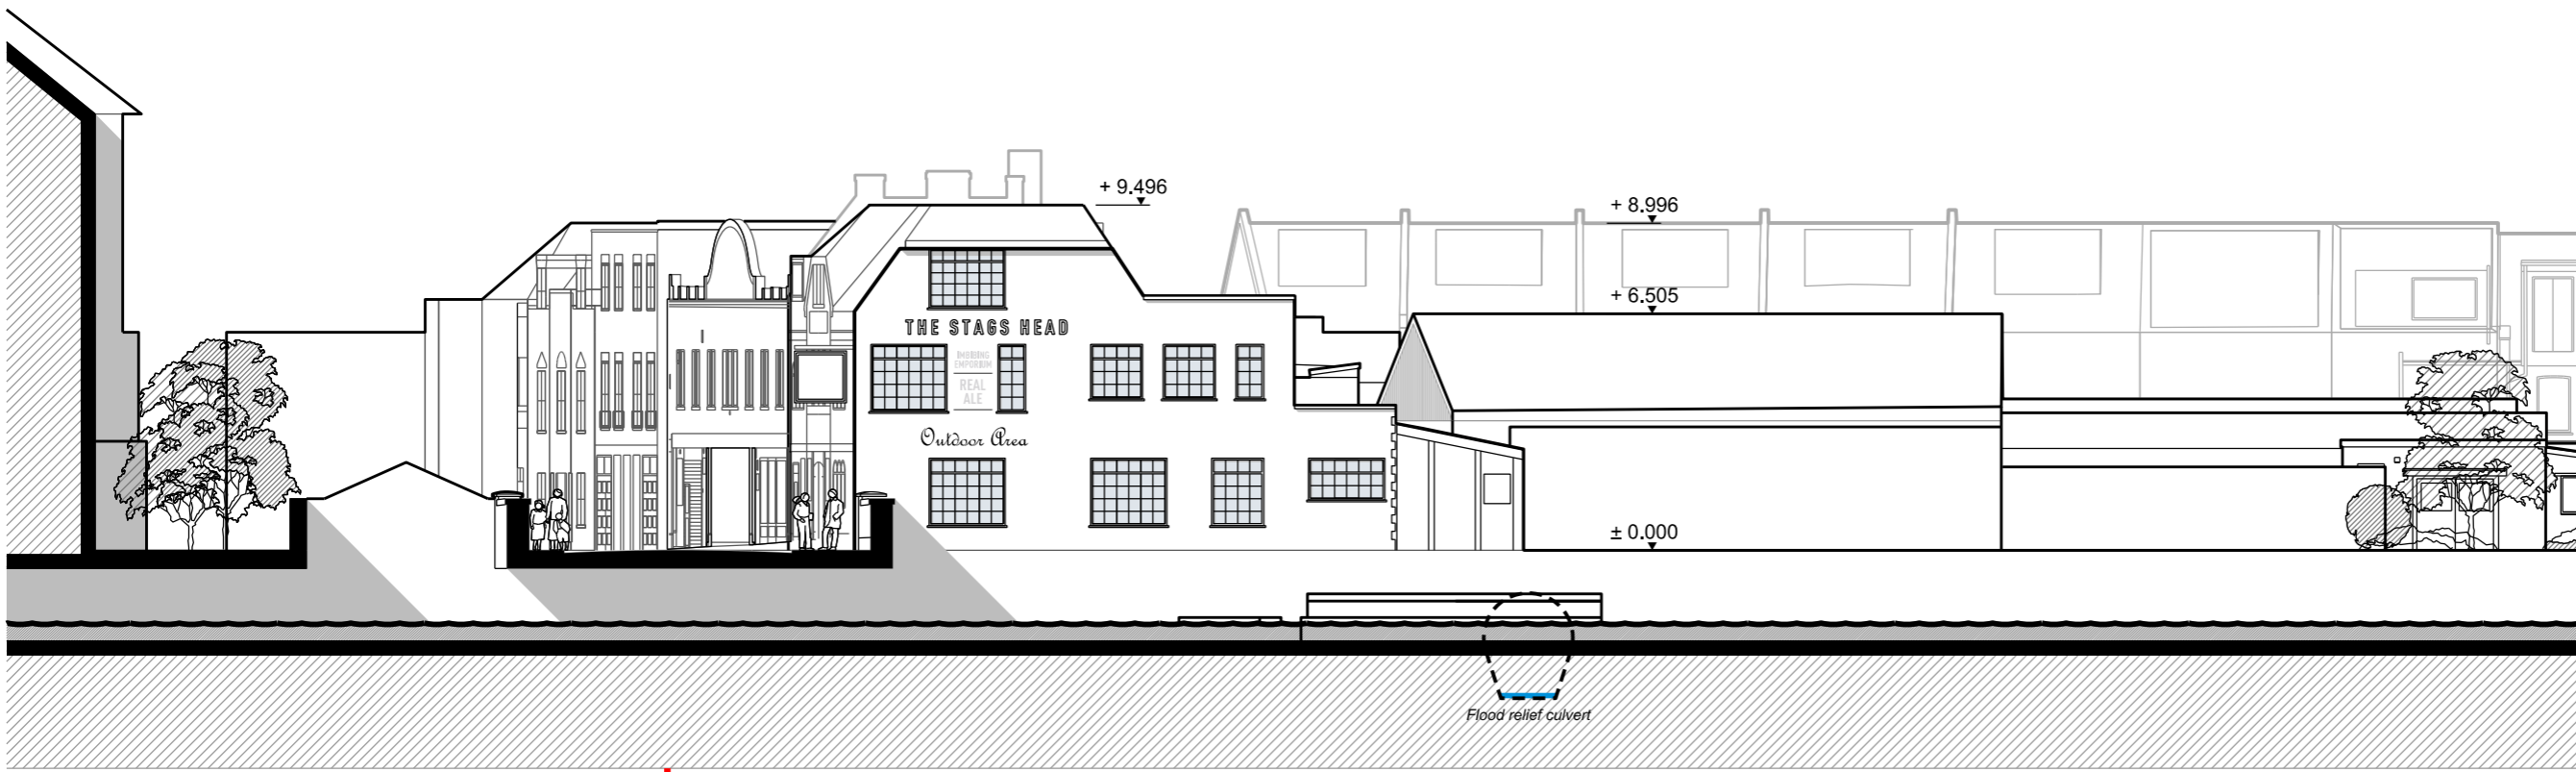 + 9.496
+ 8.996
+ 6.505
THE STAGS HEAD
IMBIBING
EMPORIUM
REAL
ALE
Outdoor Area
± 0.000
Flood relief culvert